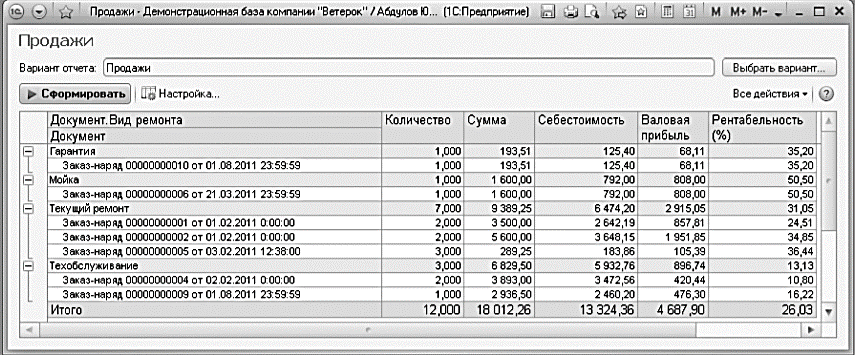 Продажи - Демонстрационная база компании "Ветерок" / Абдулов Ю... (1С:Предприятие) M M+ M-
Продажи
Вариант отчета: Продажи Выбрать вариант...
Сформировать Настройка... Все действия
Документ.Вид ремонта Количество Сумма Себестоимость Валовая прибыль Рентабельность (%)
Документ
Гарантия 1,000 193,51 125,40 68,11 35,20
Заказ-наряд 00000000010 от 01.08.2011 23:59:59 1,000 193,51 125,40 68,11 35,20
Мойка 1,000 1 600,00 792,00 808,00 50,50
Заказ-наряд 00000000006 от 21.03.2011 23:59:59 1,000 1 600,00 792,00 808,00 50,50
Текущий ремонт 7,000 9 389,25 6 474,20 2 915,05 31,05
Заказ-наряд 00000000001 от 01.02.2011 0:00:00 2,000 3 500,00 2 642,19 857,81 24,51
Заказ-наряд 00000000002 от 01.02.2011 0:00:00 2,000 5 600,00 3 648,15 1 951,85 34,85
Заказ-наряд 00000000005 от 03.02.2011 12:38:00 3,000 289,25 183,86 105,39 36,44
Техобслуживание 3,000 6 829,50 5 932,76 896,74 13,13
Заказ-наряд 00000000004 от 02.02.2011 0:00:00 2,000 3 893,00 3 472,56 420,44 10,80
Заказ-наряд 00000000009 от 01.08.2011 23:59:59 1,000 2 936,50 2 460,20 476,30 16,22
Итого 12,000 18 012,26 13 324,36 4 687,90 26,03